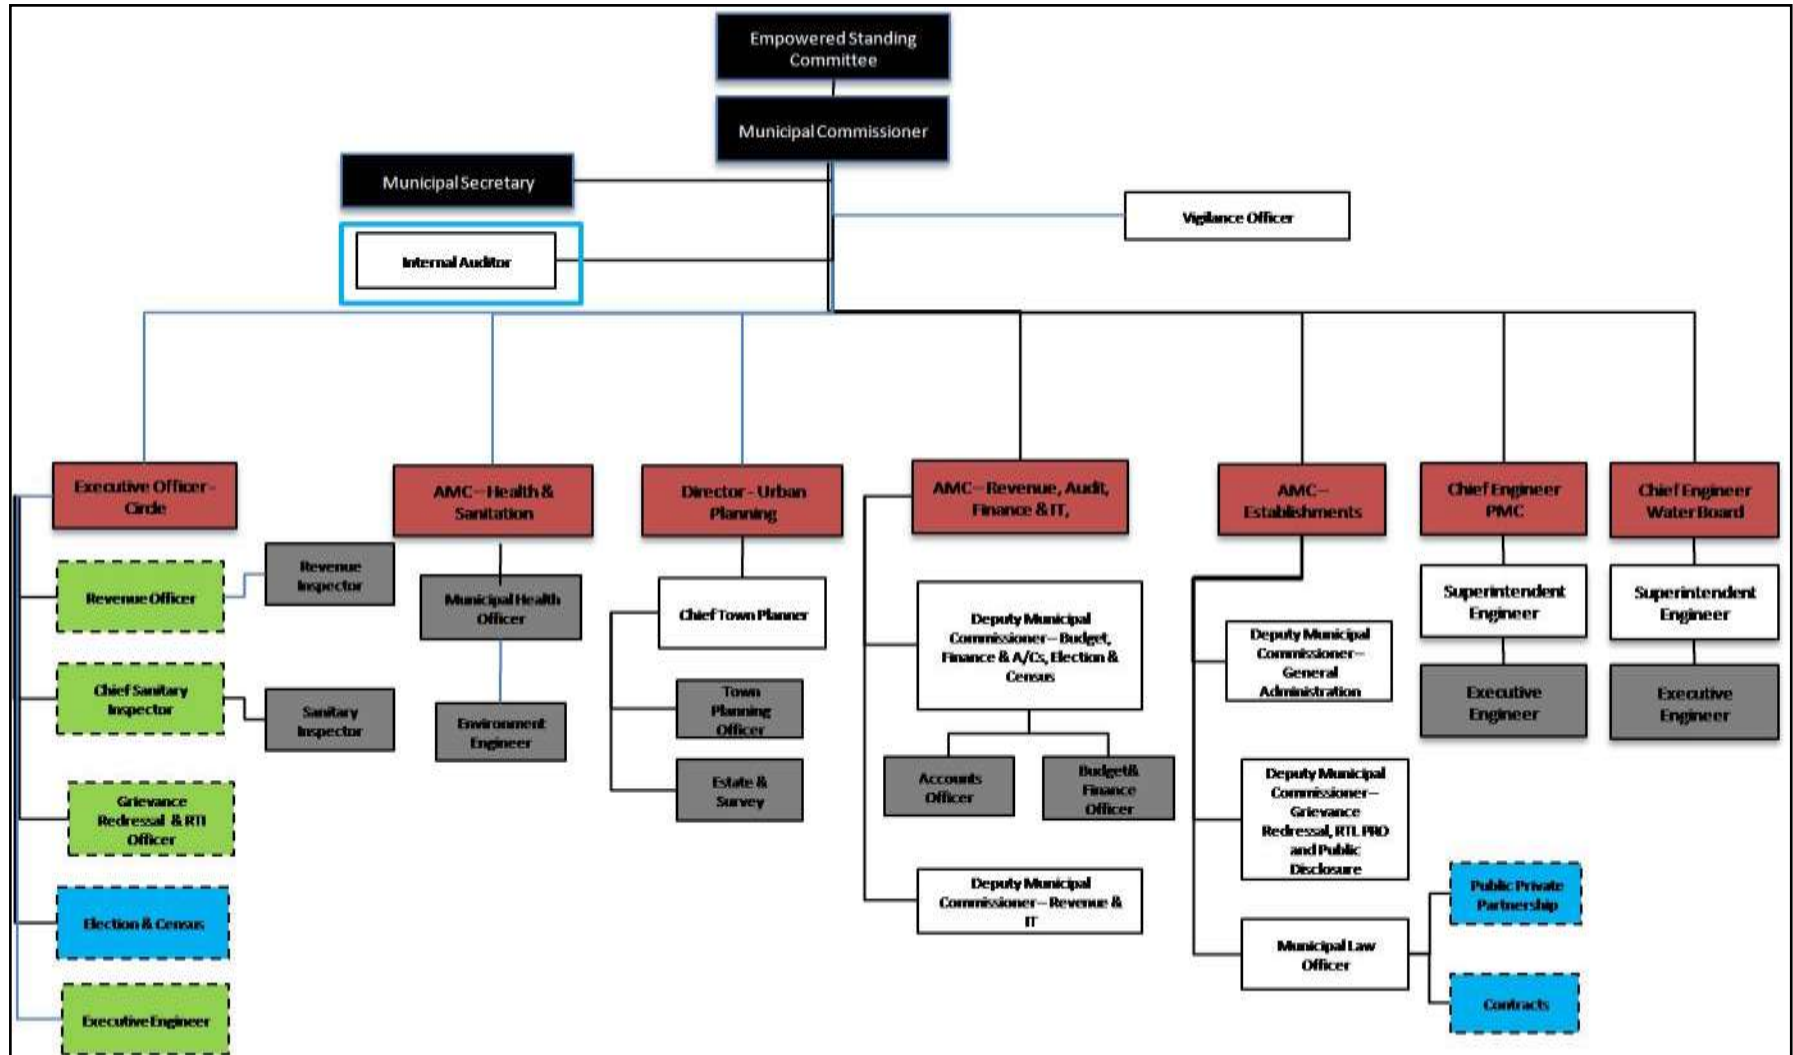 Empowered Standing
Committee
Municipal Commissioner
Municipal Secretary
Vigilance Officer
Internal Auditor
Executive Officer -
Circle
AMC – Health &
Sanitation
Director - Urban
Planning
AMC – Revenue, Audit,
Finance & IT,
AMC –
Establishments
Chief Engineer
PMC
Chief Engineer
Water Board
Revenue Officer
Revenue
Inspector
Chief Sanitary
Inspector
Sanitary
Inspector
Grievance
Redressal & RTI
Officer
Election & Census
Executive Engineer
Municipal Health
Officer
Environment
Engineer
Chief Town Planner
Town
Planning
Officer
Estate &
Survey
Deputy Municipal
Commissioner – Budget,
Finance & A/Cs, Election &
Census
Accounts
Officer
Budget&
Finance
Officer
Deputy Municipal
Commissioner – Revenue &
IT
Deputy Municipal
Commissioner –
General
Administration
Deputy Municipal
Commissioner –
Grievance
Redressal, RTI, PRO
and Public
Disclosure
Municipal Law
Officer
Public Private
Partnership
Contracts
Superintendent
Engineer
Executive
Engineer
Superintendent
Engineer
Executive
Engineer